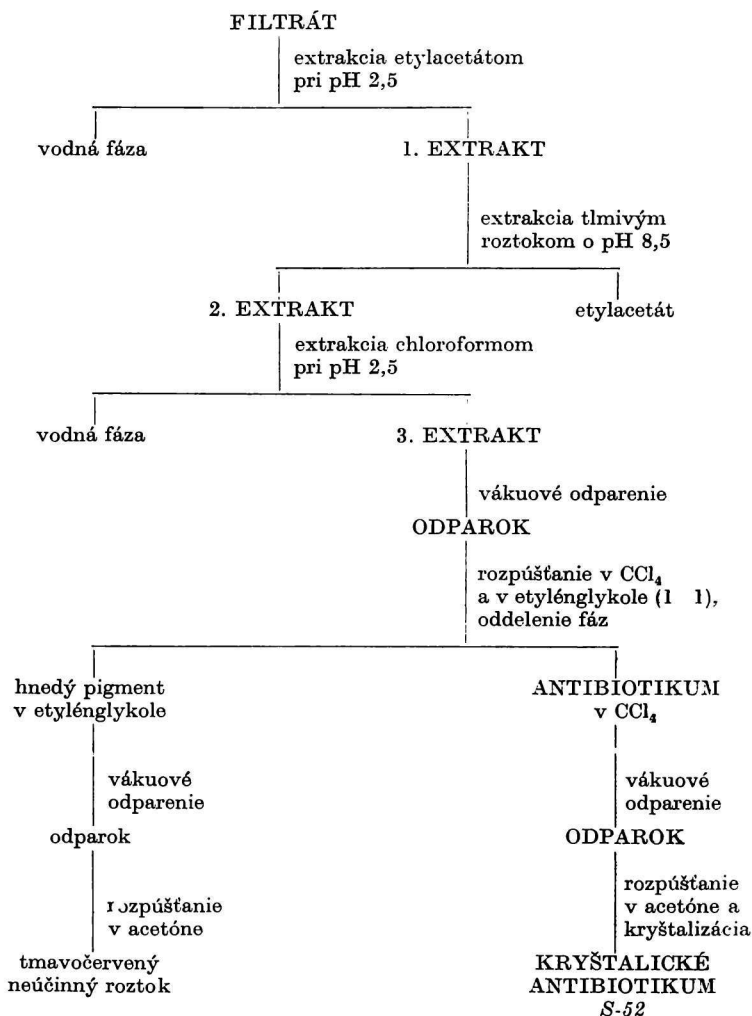 FILTRÁT
extrakcia etylacetátom
pri pH 2,5
vodná fáza
1. EXTRAKT
extrakcia tlmivým
roztokom o pH 8,5
2. EXTRAKT
etylacetát
extrakcia chloroformom
pri pH 2,5
vodná fáza
3. EXTRAKT
vákuové odparenie
ODPAROK
rozpúšťanie v CCl₄
a v etylénglykole (1 1),
oddelenie fáz
hnedý pigment
v etylénglykole
ANTIBIOTIKUM
v CCl₄
vákuové
odparenie
vákuové
odparenie
odparok
ODPAROK
rozpúšťanie
v acetóne
rozpúšťanie
v acetóne a
kryštalizácia
tmavočervený
neúčinný roztok
KRYŠTALICKÉ
ANTIBIOTIKUM
S-52